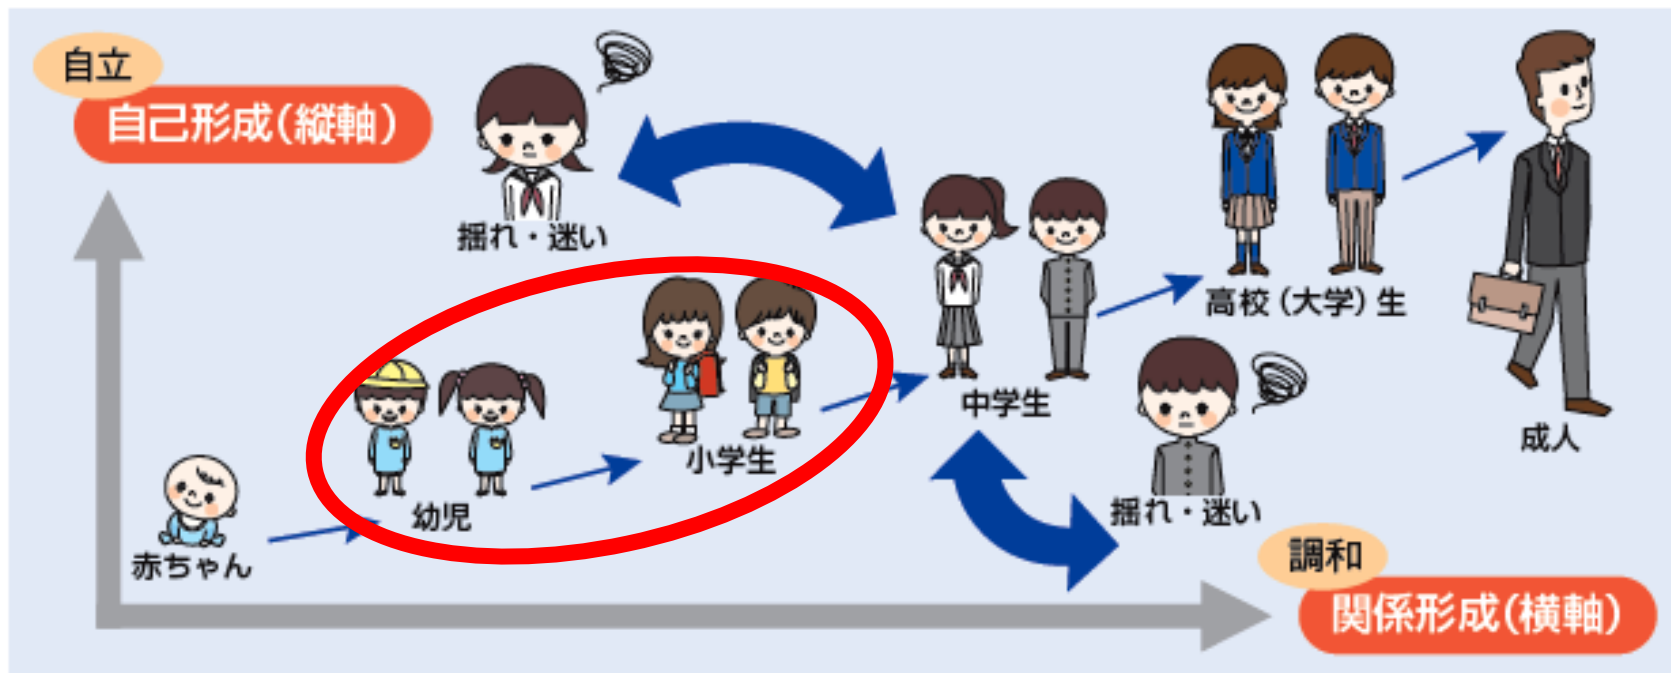 自立
自己形成(縦軸)
揺れ・迷い
高校(大学)生
中学生
成人
小学生
幼児
揺れ・迷い
赤ちゃん
調和
関係形成(横軸)